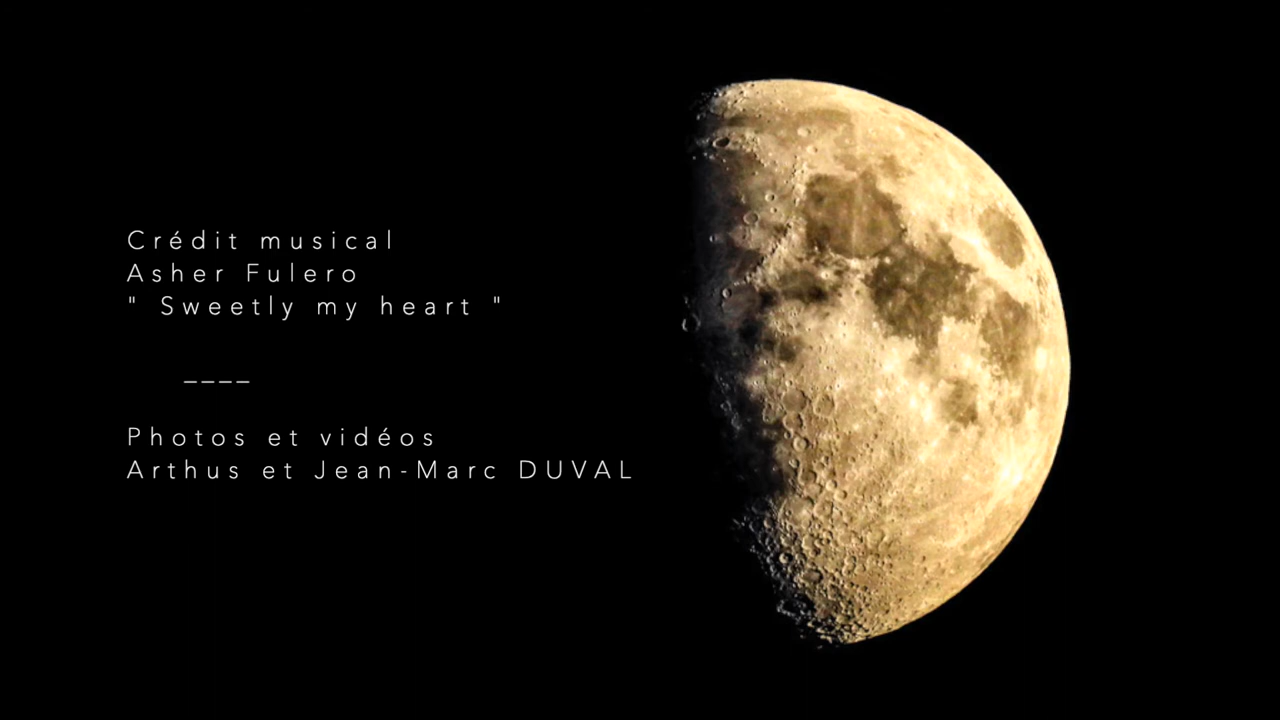 Crédit musical
Asher Fulero
" Sweetly my heart "
————
Photos et vidéos
Arthus et Jean-Marc DUVAL